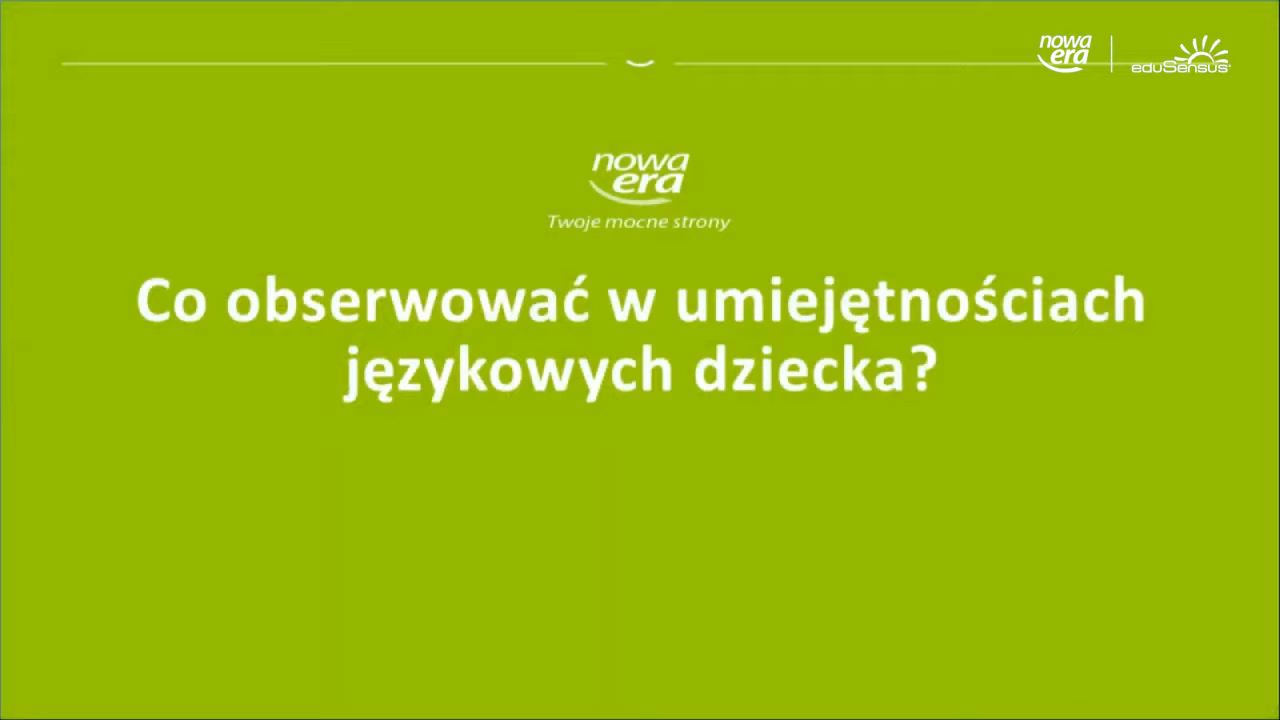 nowa
era
eduSensus
nowa
era
Twoje mocne strony
Co obserwować w umiejętnościach
językowych dziecka?